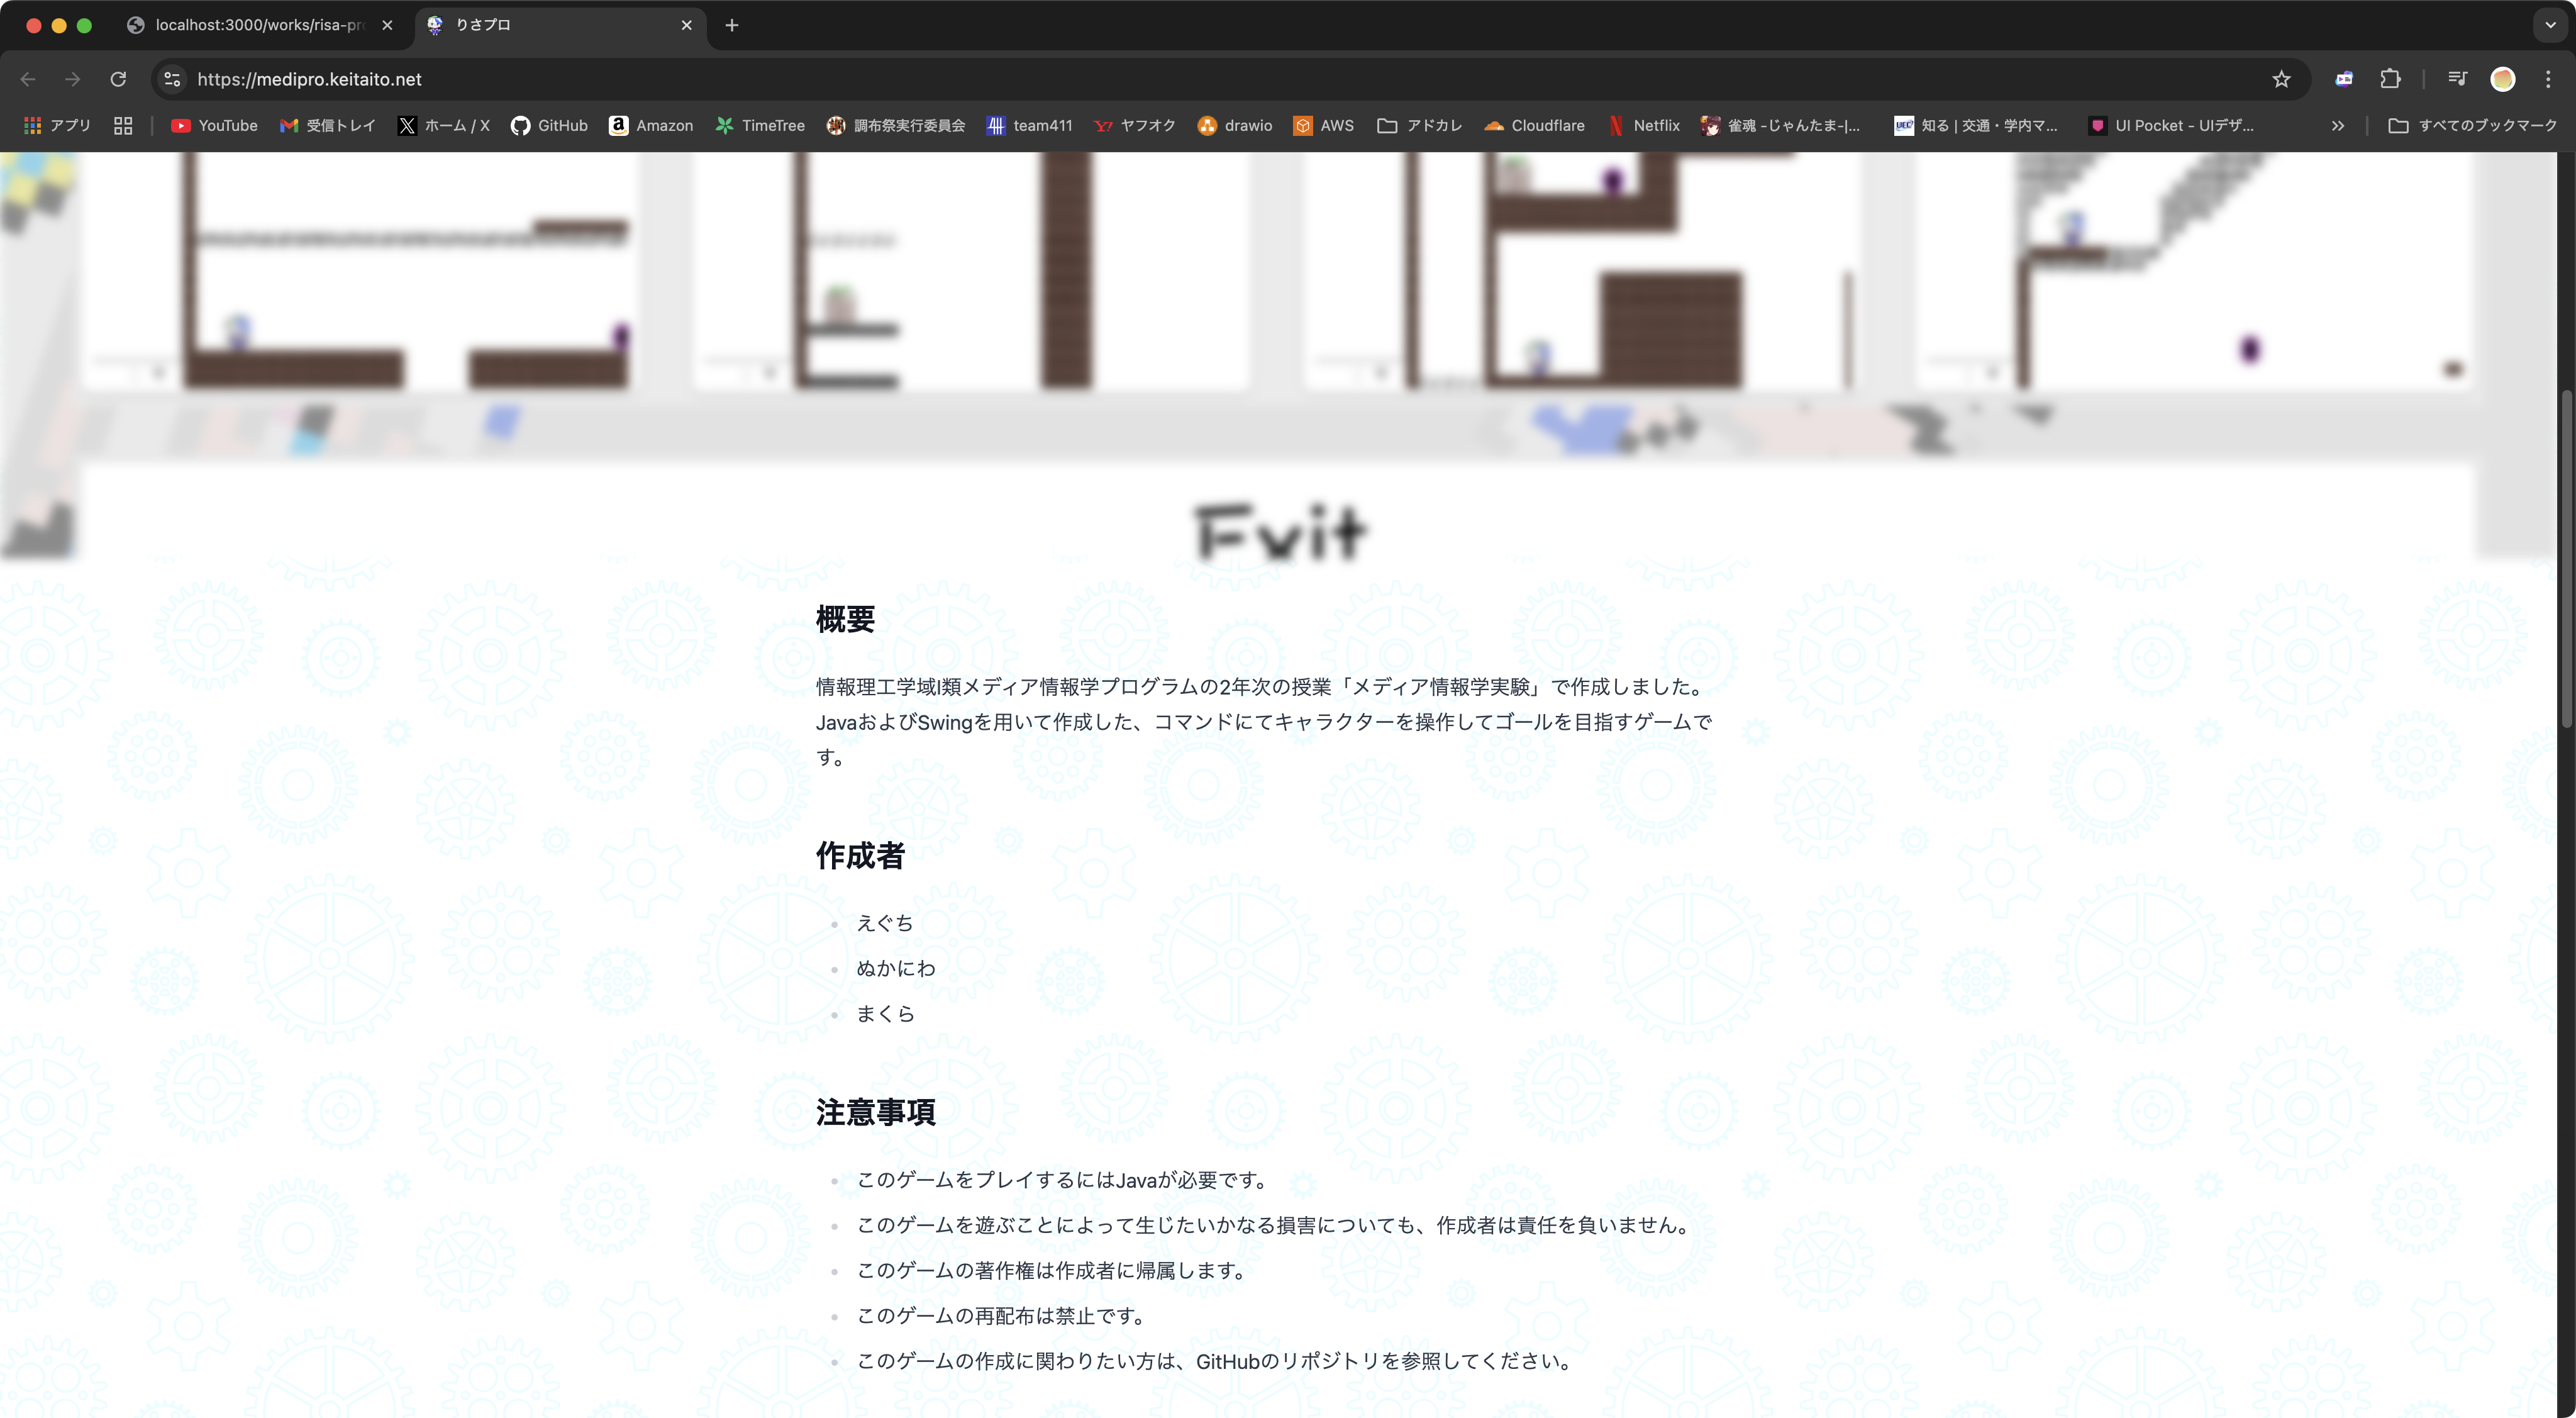 localhost:3000/works/risa-pr
りさプロ
https://medipro.keitaito.net
アプリ
YouTube
受信トレイ
ホーム / X
GitHub
Amazon
TimeTree
調布祭実行委員会
team411
ヤフオク
drawio
AWS
アドカレ
Cloudflare
Netflix
雀魂 -じゃんたま-|...
知る | 交通・学内マ...
UI Pocket - UIデザ...
すべてのブックマーク
Exit
概要
情報理工学域I類メディア情報学プログラムの2年次の授業「メディア情報学実験」で作成しました。
JavaおよびSwingを用いて作成した、コマンドにてキャラクターを操作してゴールを目指すゲームで
す。
作成者
えぐち
ぬかにわ
まくら
注意事項
このゲームをプレイするにはJavaが必要です。
このゲームを遊ぶことによって生じたいかなる損害についても、作成者は責任を負いません。
このゲームの著作権は作成者に帰属します。
このゲームの再配布は禁止です。
このゲームの作成に関わりたい方は、GitHubのリポジトリを参照してください。